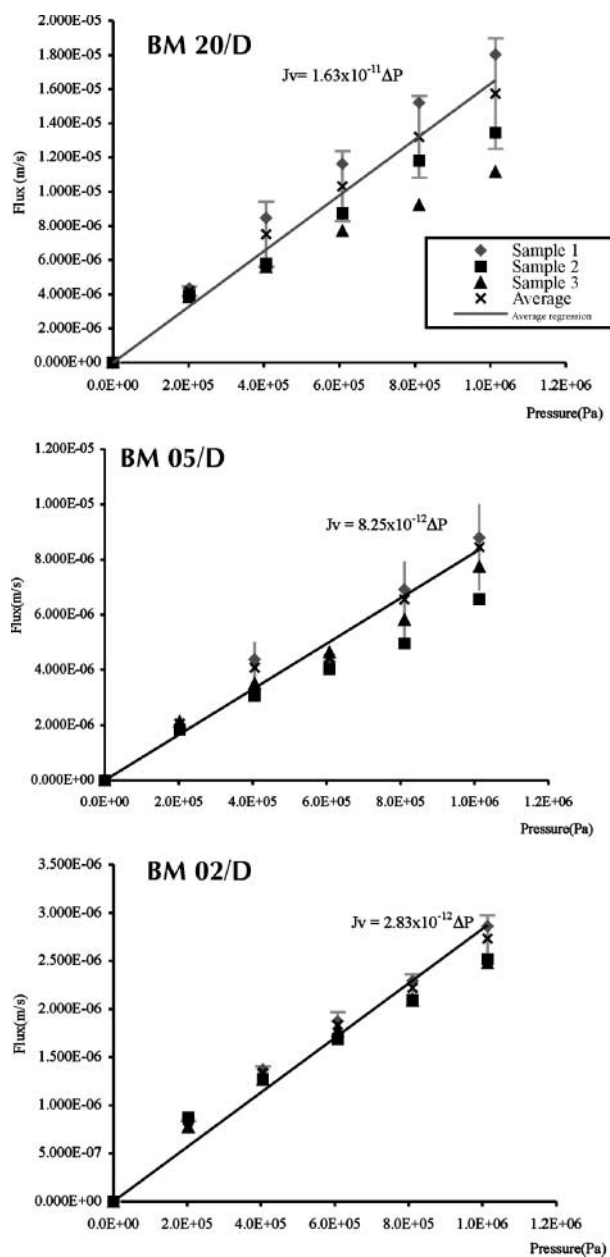 BM 20/D
2.000E-05
1.800E-05
1.600E-05
1.400E-05
1.200E-05
1.000E-05
8.000E-06
6.000E-06
4.000E-06
2.000E-06
0.000E+00
Flux (m/s)
Jv= 1.63x10-11ΔP
Sample 1
Sample 2
Sample 3
Average
Average regression
0.0E+00 2.0E+05 4.0E+05 6.0E+05 8.0E+05 1.0E+06 1.2E+06
Pressure(Pa)
BM 05/D
1.200E-05
1.000E-05
8.000E-06
6.000E-06
4.000E-06
2.000E-06
0.000E+00
Flux(m/s)
Jv = 8.25x10-12ΔP
0.0E+00 2.0E+05 4.0E+05 6.0E+05 8.0E+05 1.0E+06 1.2E+06
Pressure(Pa)
BM 02/D
3.500E-06
3.000E-06
2.500E-06
2.000E-06
1.500E-06
1.000E-06
5.000E-07
0.000E+00
Flux(m/s)
Jv = 2.83x10-12ΔP
0.0E+00 2.0E+05 4.0E+05 6.0E+05 8.0E+05 1.0E+06 1.2E+06
Pressure(Pa)